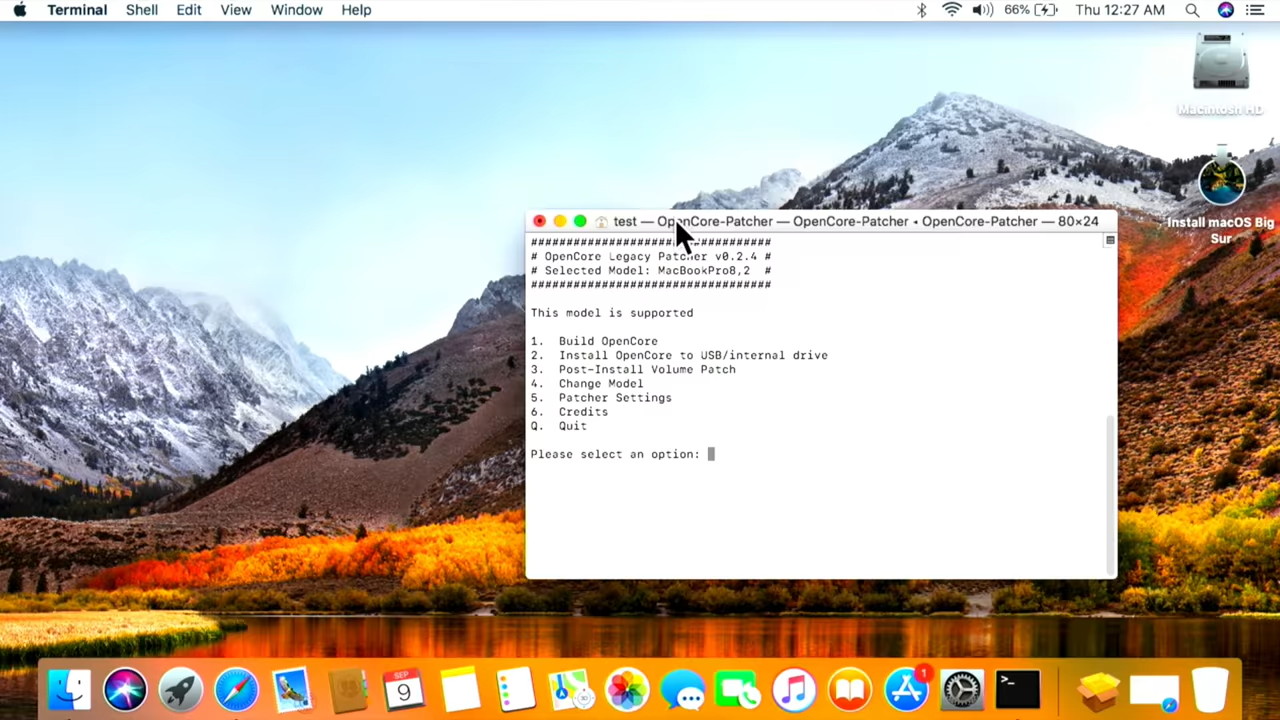 Terminal Shell Edit View Window Help 66% Thu 12:27 AM
Macintosh HD
Install macOS Big
Sur
test — OpenCore-Patcher — OpenCore-Patcher ◂ OpenCore-Patcher — 80×24
##################################
# OpenCore Legacy Patcher v0.2.4 #
# Selected Model: MacBookPro8,2  #
##################################
This model is supported
1. Build OpenCore
2. Install OpenCore to USB/internal drive
3. Post-Install Volume Patch
4. Change Model
5. Patcher Settings
6. Credits
Q. Quit
Please select an option:
SEP
9
1
>_